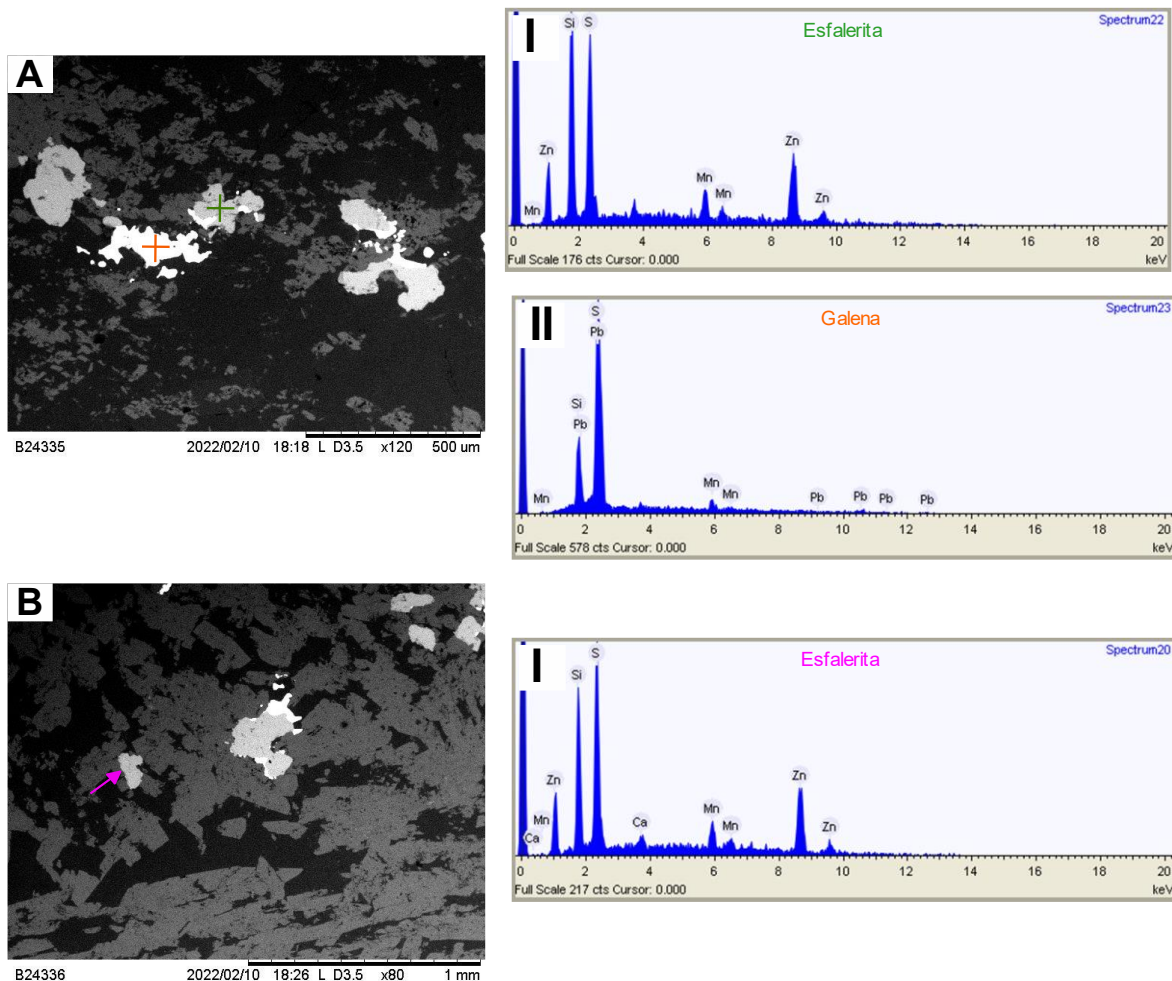 A
B24335 2022/02/10 18:18 L D3.5 x120 500 um
I
Esfalerita
Spectrum22
Si
S
Zn
Zn
Mn
Mn
Mn
Zn
0 2 4 6 8 10 12 14 16 18 20
Full Scale 176 cts Cursor: 0.000 keV
II
Galena
Spectrum23
S
Pb
Si
Pb
Mn
Mn
Mn
Pb
Pb
Pb
Pb
0 2 4 6 8 10 12 14 16 18 20
Full Scale 578 cts Cursor: 0.000 keV
B
B24336 2022/02/10 18:26 L D3.5 x80 1 mm
I
Esfalerita
Spectrum20
S
Si
Zn
Zn
Mn
Ca
Ca
Mn
Mn
Zn
0 2 4 6 8 10 12 14 16 18 20
Full Scale 217 cts Cursor: 0.000 keV